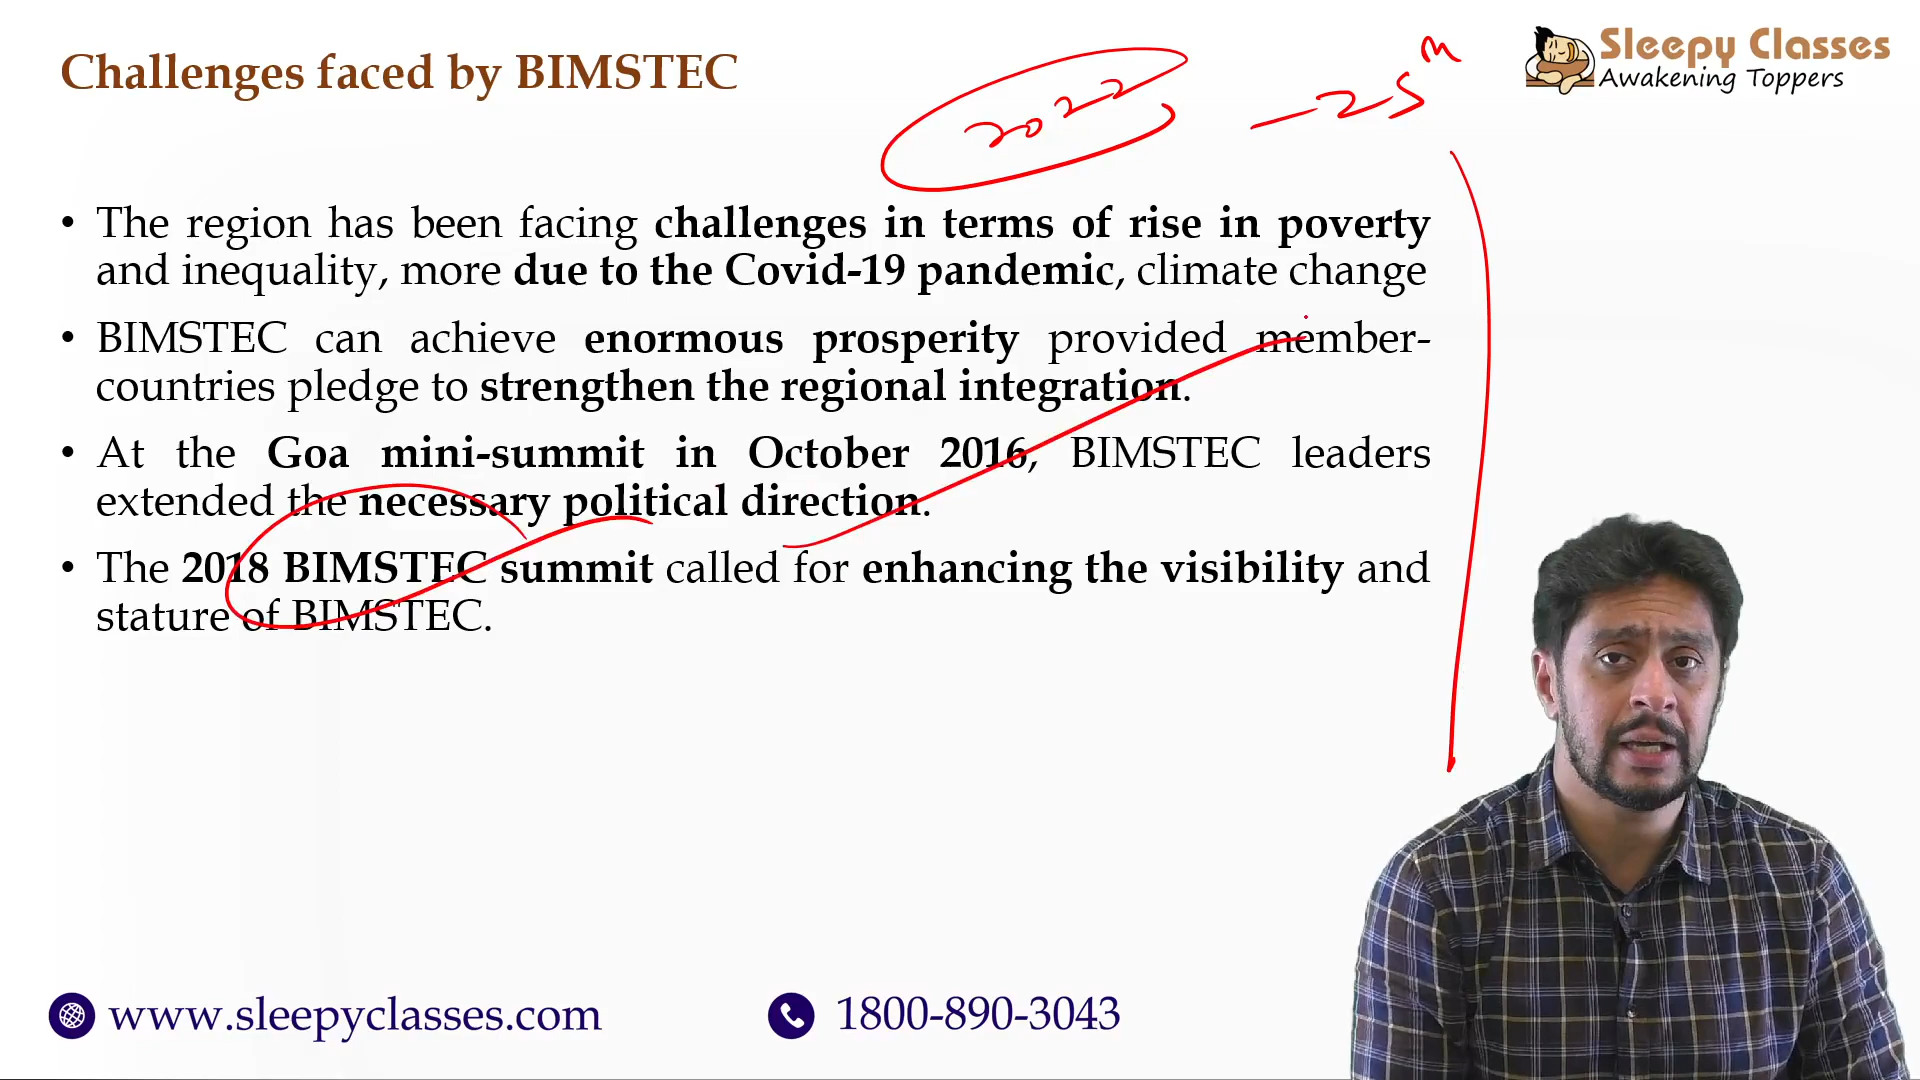 Challenges faced by BIMSTEC
2022 - 25
Sleepy Classes
Awakening Toppers
• The region has been facing challenges in terms of rise in poverty
and inequality, more due to the Covid-19 pandemic, climate change
• BIMSTEC can achieve enormous prosperity provided member-
countries pledge to strengthen the regional integration.
• At the Goa mini-summit in October 2016, BIMSTEC leaders
extended the necessary political direction.
• The 2018 BIMSTEC summit called for enhancing the visibility and
stature of BIMSTEC.
www.sleepyclasses.com
1800-890-3043